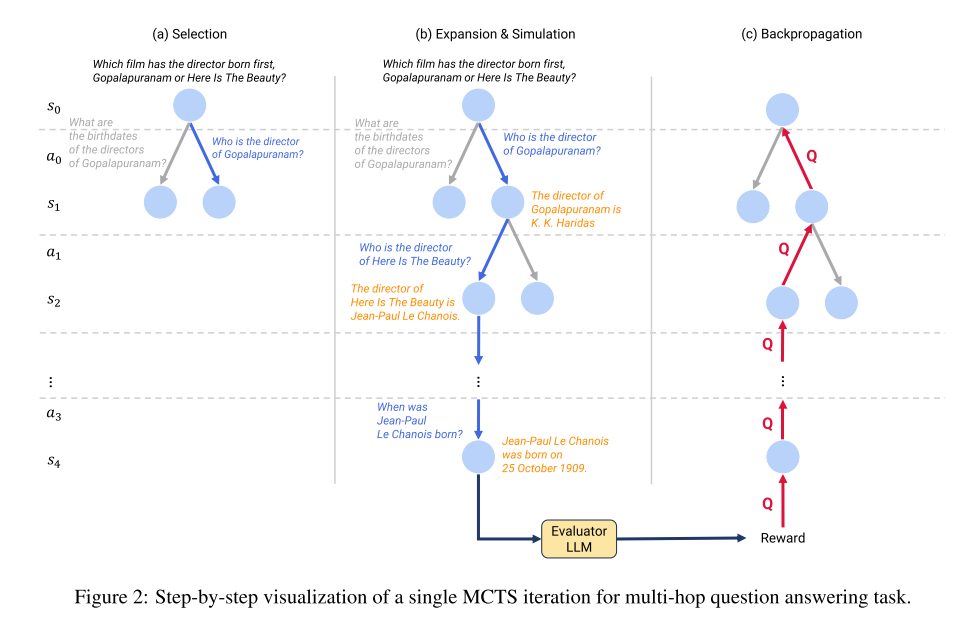 (a) Selection
(b) Expansion & Simulation
(c) Backpropagation
Which film has the director born first,
Gopalapuranam or Here Is The Beauty?
Which film has the director born first,
Gopalapuranam or Here Is The Beauty?
s0
What are
the birthdates
of the directors
of Gopalapuranam?
Who is the director
of Gopalapuranam?
What are
the birthdates
of the directors
of Gopalapuranam?
Who is the director
of Gopalapuranam?
a0
Q
s1
The director of
Gopalapuranam is
K. K. Haridas
a1
Who is the director
of Here Is The Beauty?
Q
s2
The director of
Here Is The Beauty is
Jean-Paul Le Chanois.
Q
⋮
⋮
⋮
a3
When was
Jean-Paul
Le Chanois born?
Q
s4
Jean-Paul Le Chanois
was born on
25 October 1909.
Q
Evaluator
LLM
Reward
Figure 2: Step-by-step visualization of a single MCTS iteration for multi-hop question answering task.